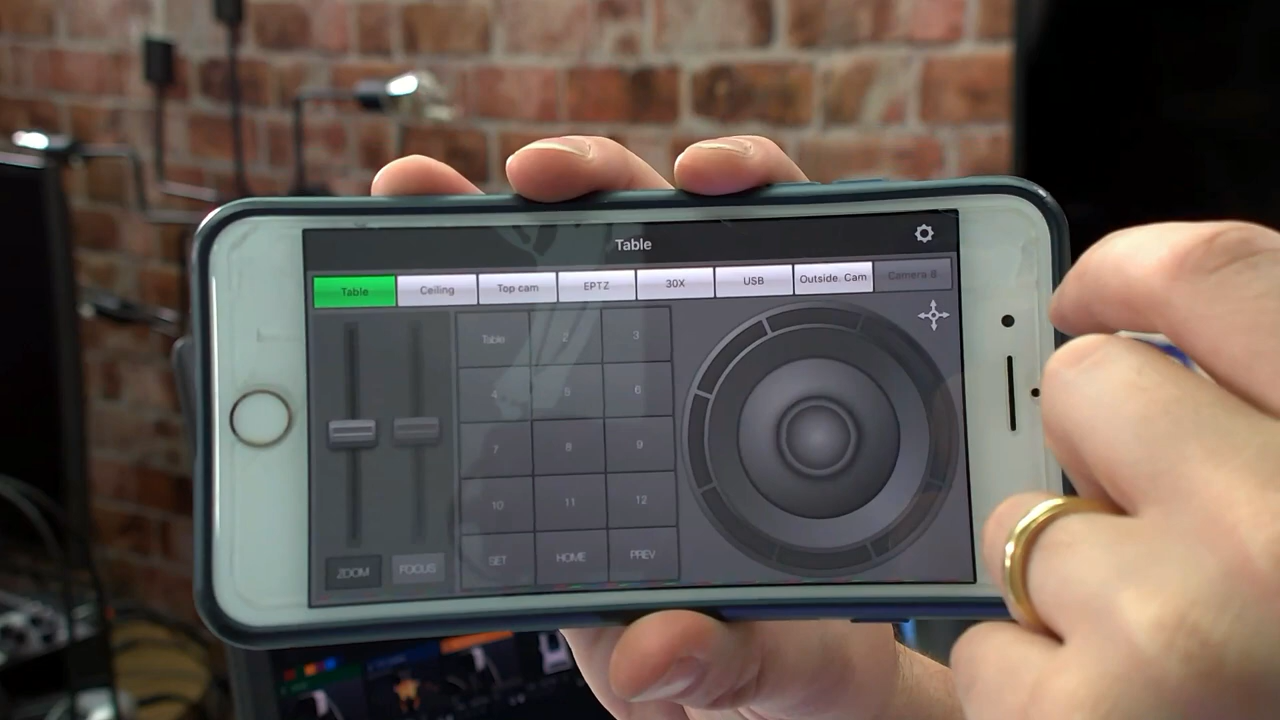 Table
Table Ceiling Top cam EPTZ 30X USB Outside Cam Camera 8
Table 2 3
4 5 6
7 8 9
10 11 12
SET HOME PREV
ZOOM FOCUS